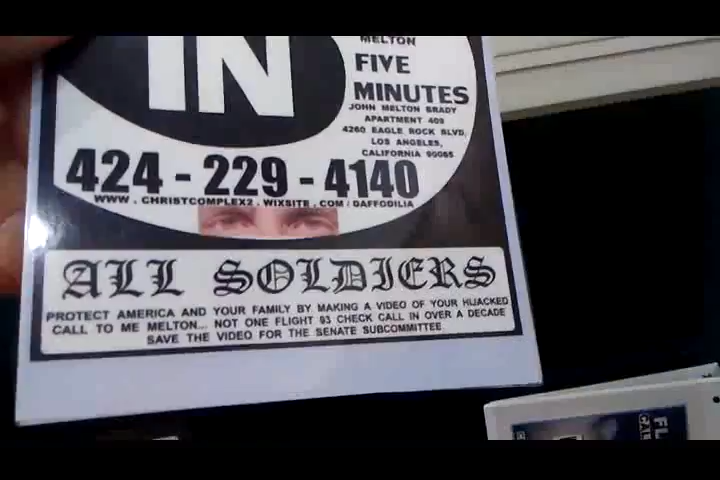 MELTON
IN
FIVE
MINUTES
JOHN MELTON BRADY
APARTMENT 409
4260 EAGLE ROCK BLVD,
LOS ANGELES,
CALIFORNIA 90065
424 - 229 - 4140
WWW . CHRISTCOMPLEX2 . WIXSITE . COM / DAFFODILIA
ALL SOLDIERS
PROTECT AMERICA AND YOUR FAMILY BY MAKING A VIDEO OF YOUR HIJACKED
CALL TO ME MELTON... NOT ONE FLIGHT 93 CHECK CALL IN OVER A DECADE
SAVE THE VIDEO FOR THE SENATE SUBCOMMITTEE